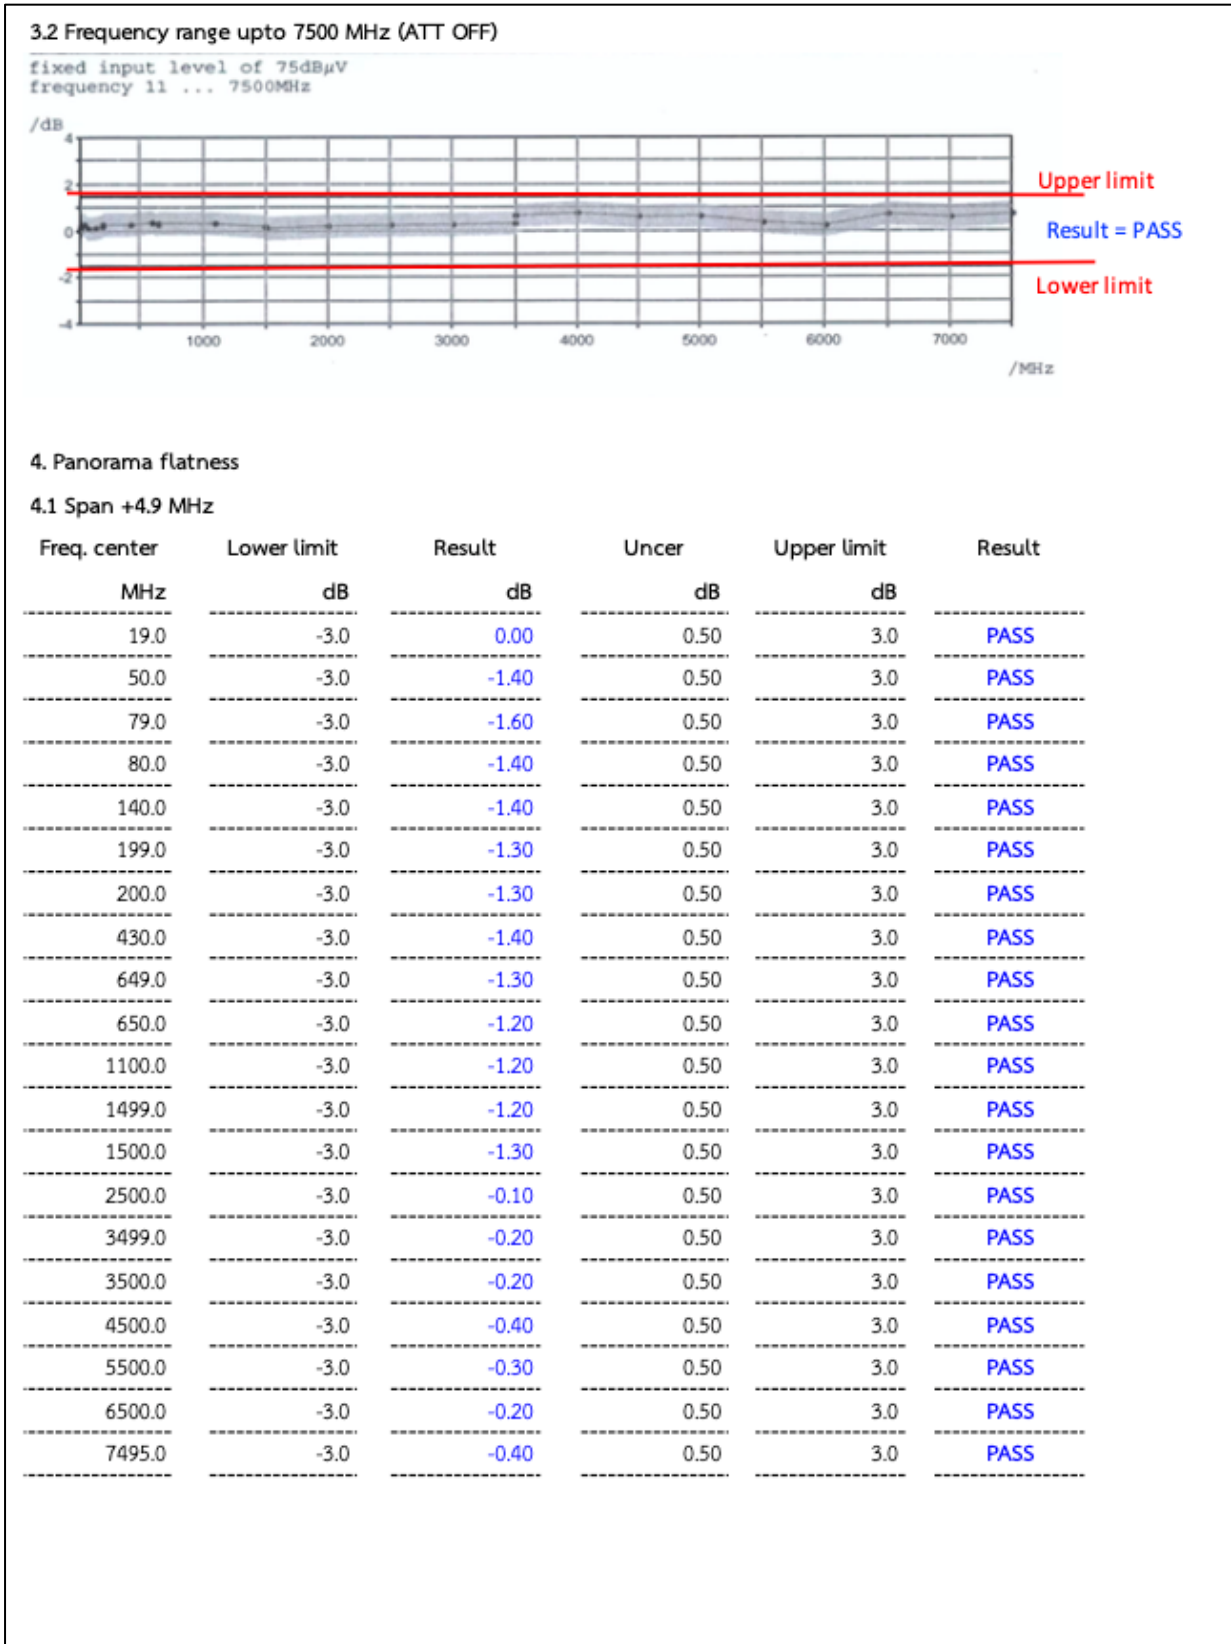 3.2 Frequency range upto 7500 MHz (ATT OFF)
fixed input level of 75dBµV
frequency 11 ... 7500MHz
/dB
4
2
Upper limit
0
Result = PASS
-2
Lower limit
-4
1000 2000 3000 4000 5000 6000 7000
/MHz
4. Panorama flatness
4.1 Span +4.9 MHz
Freq. center Lower limit Result Uncer Upper limit Result
MHz dB dB dB dB
19.0 -3.0 0.00 0.50 3.0 PASS
50.0 -3.0 -1.40 0.50 3.0 PASS
79.0 -3.0 -1.60 0.50 3.0 PASS
80.0 -3.0 -1.40 0.50 3.0 PASS
140.0 -3.0 -1.40 0.50 3.0 PASS
199.0 -3.0 -1.30 0.50 3.0 PASS
200.0 -3.0 -1.30 0.50 3.0 PASS
430.0 -3.0 -1.40 0.50 3.0 PASS
649.0 -3.0 -1.30 0.50 3.0 PASS
650.0 -3.0 -1.20 0.50 3.0 PASS
1100.0 -3.0 -1.20 0.50 3.0 PASS
1499.0 -3.0 -1.20 0.50 3.0 PASS
1500.0 -3.0 -1.30 0.50 3.0 PASS
2500.0 -3.0 -0.10 0.50 3.0 PASS
3499.0 -3.0 -0.20 0.50 3.0 PASS
3500.0 -3.0 -0.20 0.50 3.0 PASS
4500.0 -3.0 -0.40 0.50 3.0 PASS
5500.0 -3.0 -0.30 0.50 3.0 PASS
6500.0 -3.0 -0.20 0.50 3.0 PASS
7495.0 -3.0 -0.40 0.50 3.0 PASS